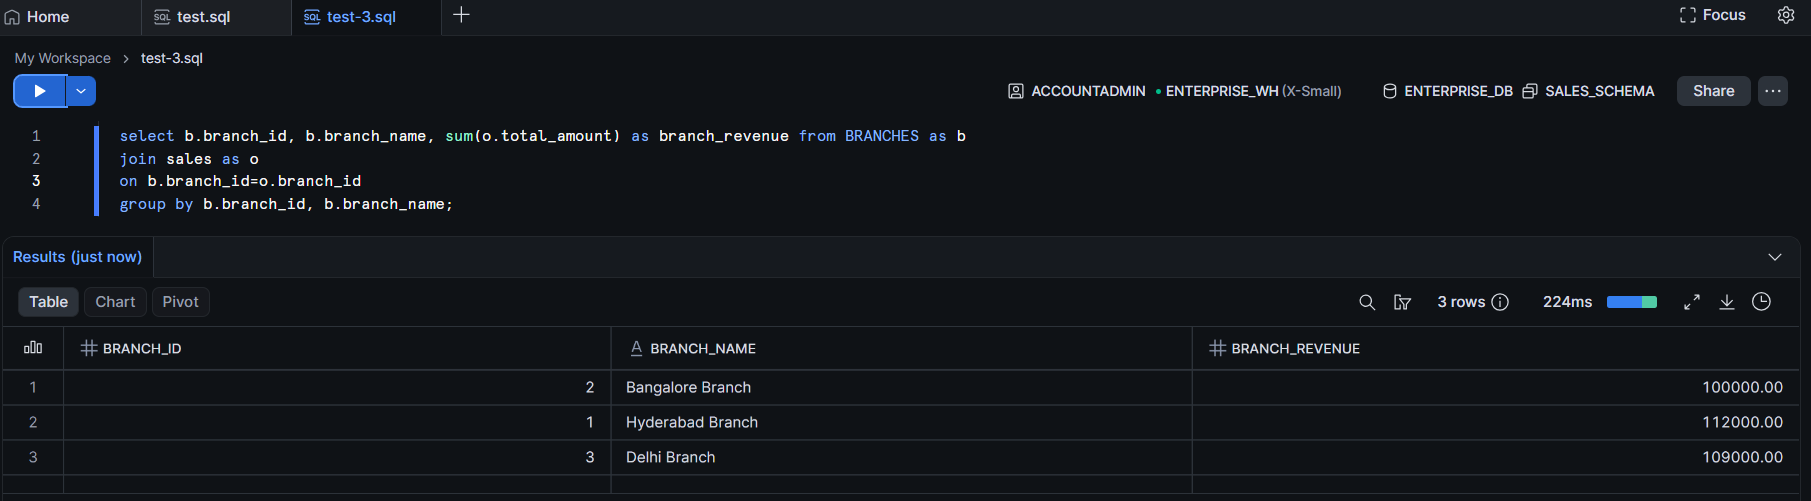 Home
SQL test.sql
SQL test-3.sql
Focus
My Workspace > test-3.sql
ACCOUNTADMIN ENTERPRISE_WH (X-Small) ENTERPRISE_DB SALES_SCHEMA Share
1 select b.branch_id, b.branch_name, sum(o.total_amount) as branch_revenue from BRANCHES as b
2 join sales as o
3 on b.branch_id=o.branch_id
4 group by b.branch_id, b.branch_name;
Results (just now)
Table Chart Pivot 3 rows 224ms
# BRANCH_ID A BRANCH_NAME # BRANCH_REVENUE
1 2 Bangalore Branch 100000.00
2 1 Hyderabad Branch 112000.00
3 3 Delhi Branch 109000.00